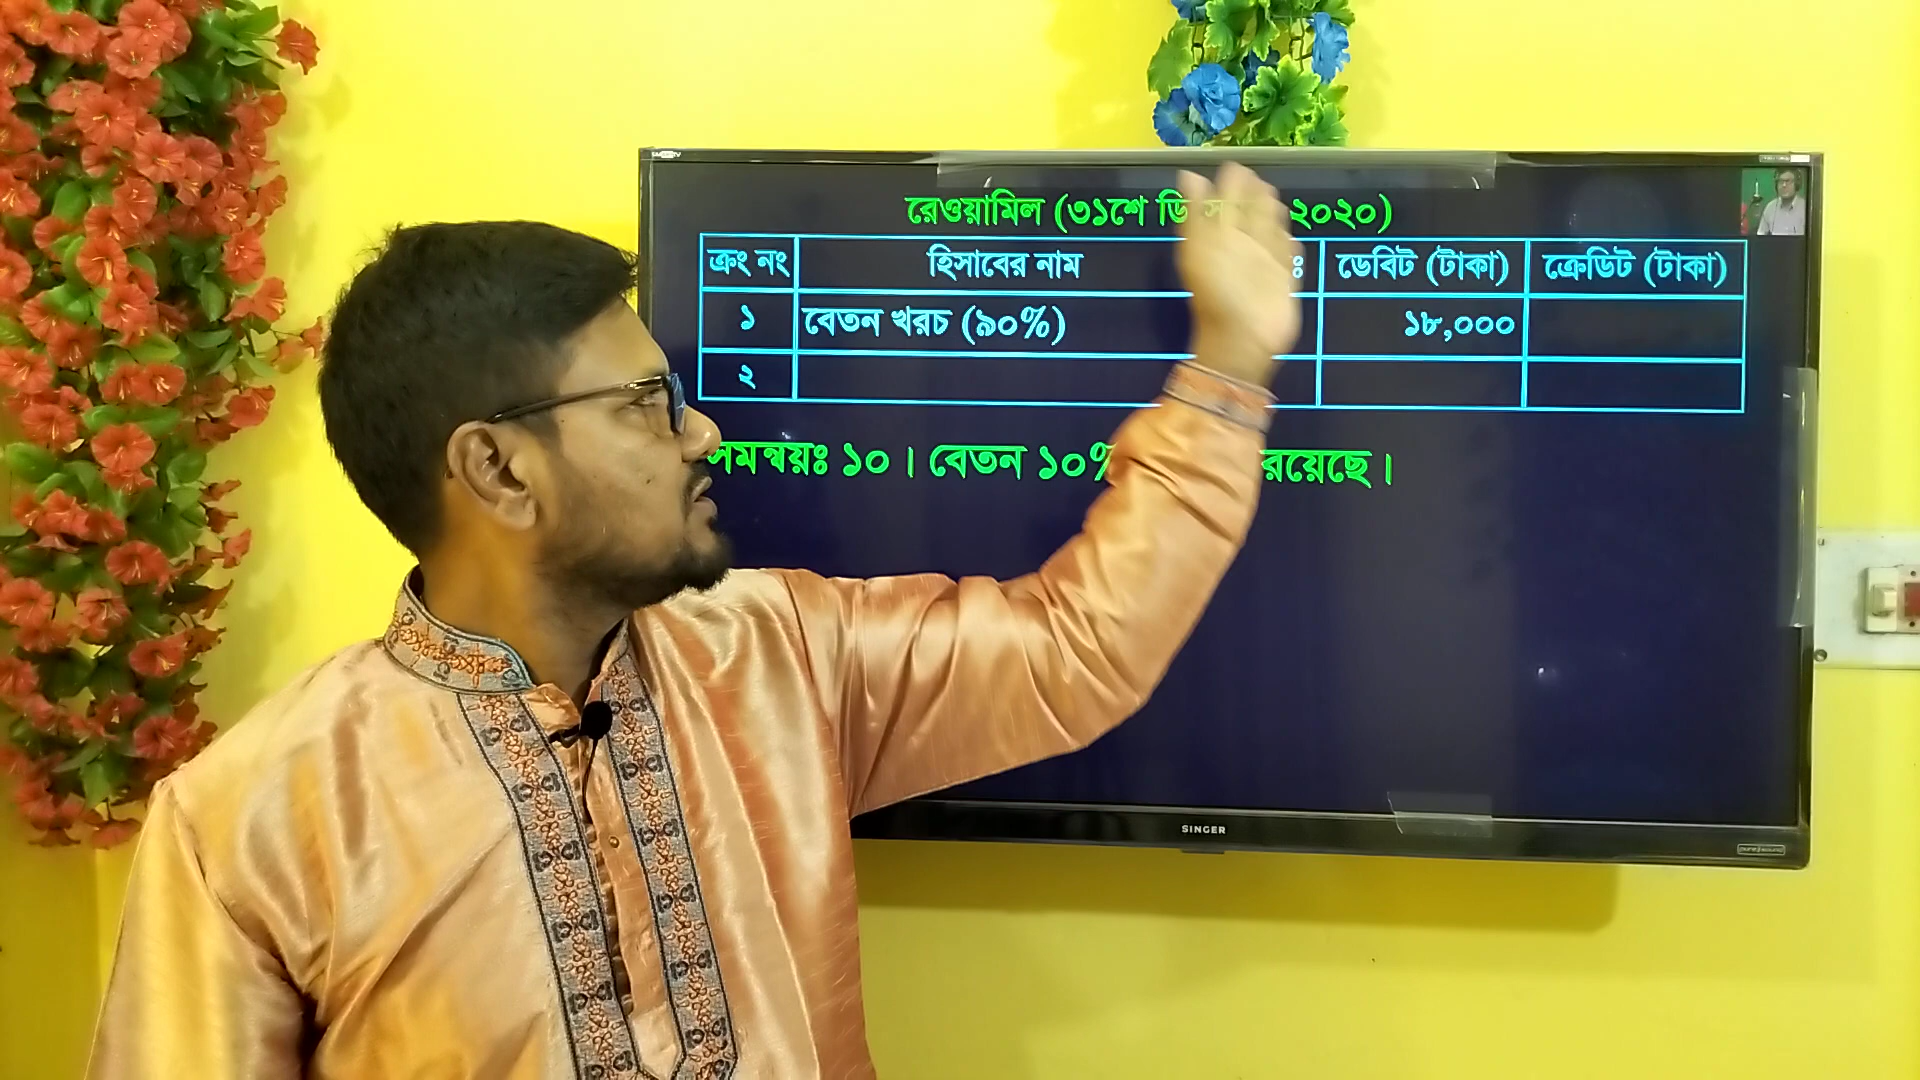 রেওয়ামিল (৩১শে ২০২০)
ক্রং নং হিসাবের নাম ডেবিট (টাকা) ক্রেডিট (টাকা)
১ বেতন খরচ (৯০%) ১৮,০০০
২
সমন্বয়ঃ ১০। বেতন ১০% রয়েছে।
SINGER